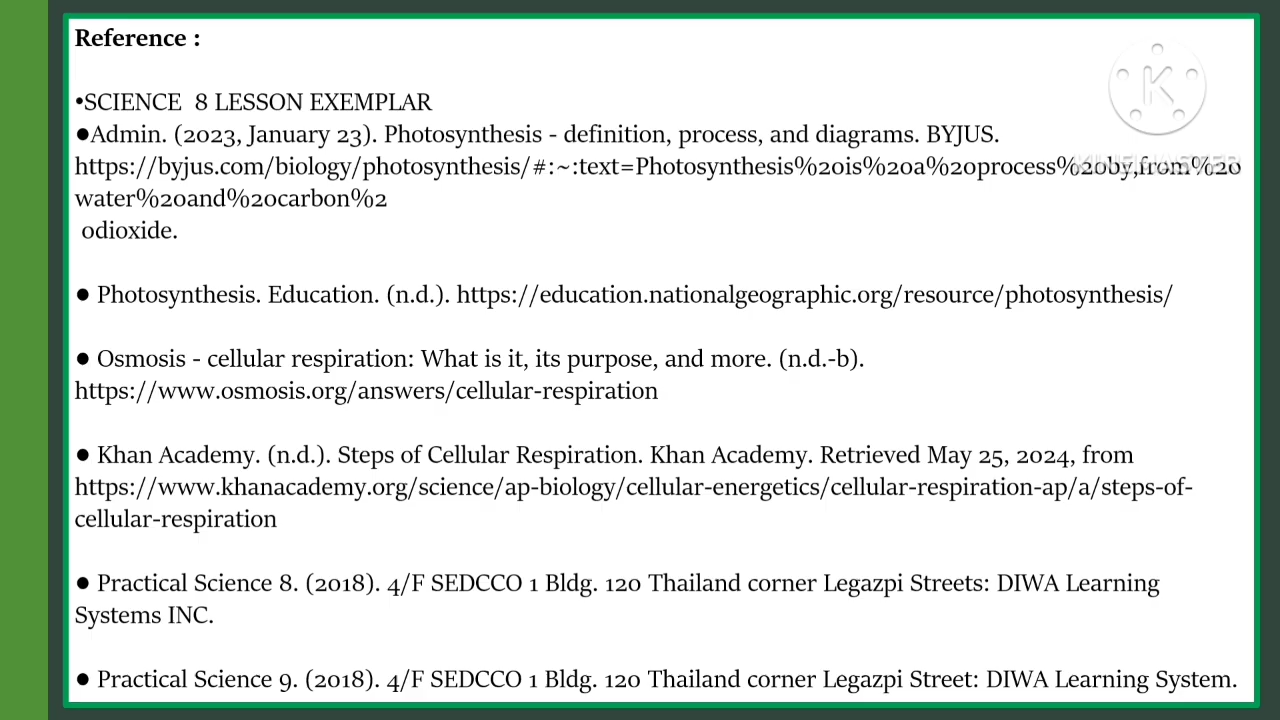 Reference :
•SCIENCE  8 LESSON EXEMPLAR
●Admin. (2023, January 23). Photosynthesis - definition, process, and diagrams. BYJUS.
https://byjus.com/biology/photosynthesis/#:~:text=Photosynthesis%20is%20a%20process%20by,from%20
water%20and%20carbon%2
odioxide.
● Photosynthesis. Education. (n.d.). https://education.nationalgeographic.org/resource/photosynthesis/
● Osmosis - cellular respiration: What is it, its purpose, and more. (n.d.-b).
https://www.osmosis.org/answers/cellular-respiration
● Khan Academy. (n.d.). Steps of Cellular Respiration. Khan Academy. Retrieved May 25, 2024, from
https://www.khanacademy.org/science/ap-biology/cellular-energetics/cellular-respiration-ap/a/steps-of-
cellular-respiration
● Practical Science 8. (2018). 4/F SEDCCO 1 Bldg. 120 Thailand corner Legazpi Streets: DIWA Learning
Systems INC.
● Practical Science 9. (2018). 4/F SEDCCO 1 Bldg. 120 Thailand corner Legazpi Street: DIWA Learning System.
K
KINEMASTER